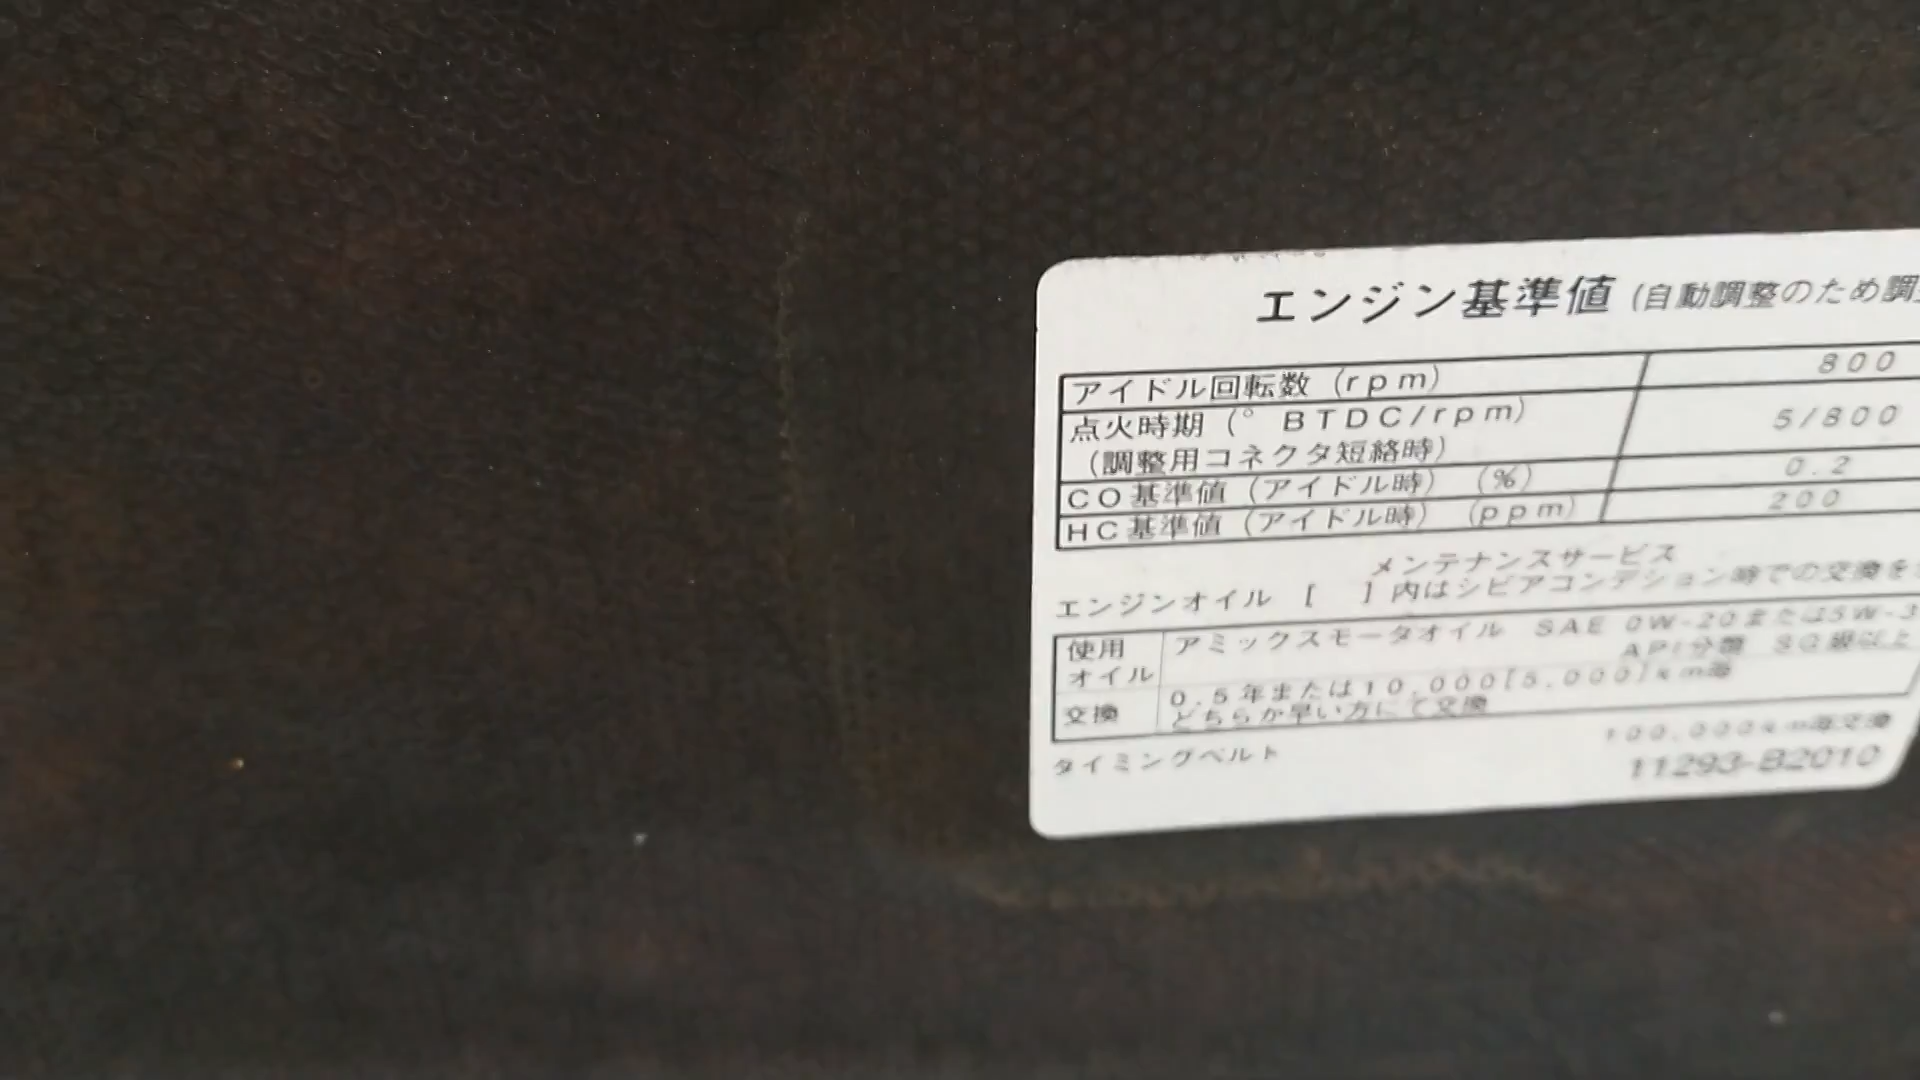 エンジン基準値 (自動調整のため調
アイドル回転数 (rpm) 800
点火時期 (° BTDC/rpm) 5/800
(調整用コネクタ短絡時)
CO基準値 (アイドル時) (%) 0.2
HC基準値 (アイドル時) (ppm) 200
メンテナンスサービス
エンジンオイル [ ] 内はシビアコンデション時での交換を
使用オイル アミックスモータオイル SAE 0W-20または5W-3
API分類 SG級以上
交換 0.5年または10,000[5,000]km毎
どちらか早い方にて交換
タイミングベルト 100,000km毎交換
11293-B2010